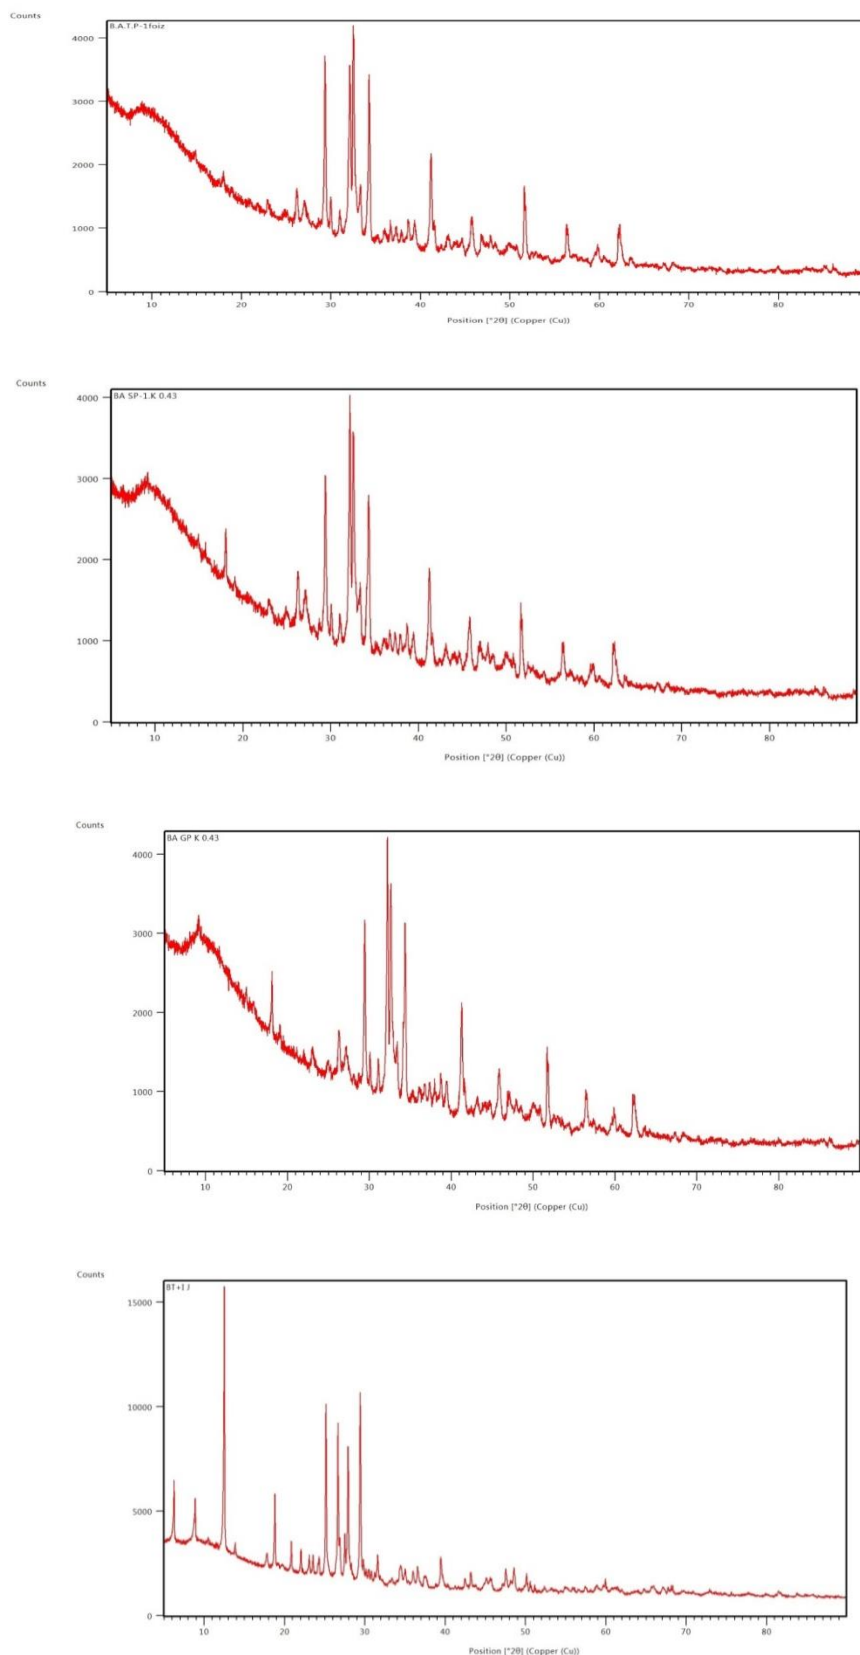 Counts
B.A.T.P-1foiz
4000
3000
2000
1000
0
10 20 30 40 50 60 70 80
Position [°2θ] (Copper (Cu))
Counts
BA SP-1.K 0.43
4000
3000
2000
1000
0
10 20 30 40 50 60 70 80
Position [°2θ] (Copper (Cu))
Counts
BA GP K 0.43
4000
3000
2000
1000
0
10 20 30 40 50 60 70 80
Position [°2θ] (Copper (Cu))
Counts
BT+I J
15000
10000
5000
0
10 20 30 40 50 60 70 80
Position [°2θ] (Copper (Cu))